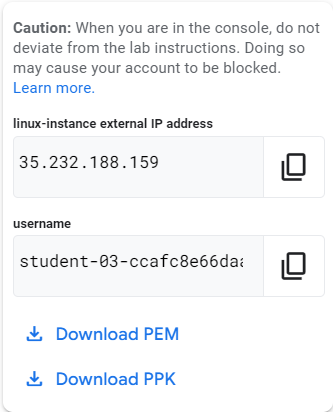 Caution: When you are in the console, do not
deviate from the lab instructions. Doing so
may cause your account to be blocked.
Learn more.
linux-instance external IP address
35.232.188.159
username
student-03-ccafc8e66daa
Download PEM
Download PPK